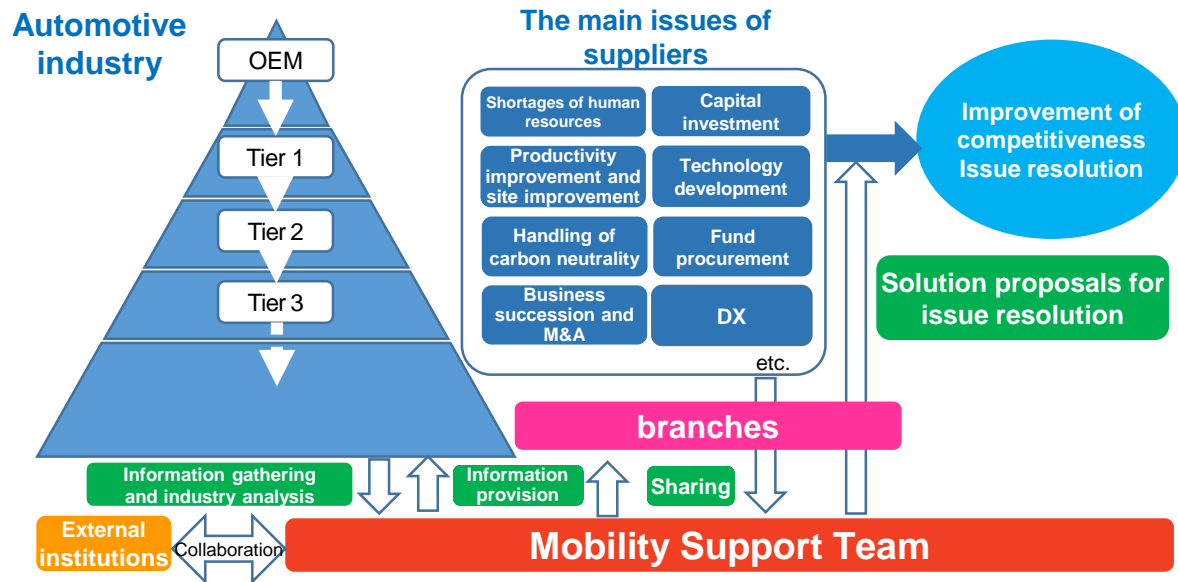 Automotive
industry
OEM
Tier 1
Tier 2
Tier 3
The main issues of
suppliers
Shortages of human
resources
Capital
investment
Productivity
improvement and
site improvement
Technology
development
Handling of
carbon neutrality
Fund
procurement
Business
succession and
M&A
DX
etc.
Improvement of
competitiveness
Issue resolution
Solution proposals for
issue resolution
branches
Information gathering
and industry analysis
Information
provision
Sharing
External
institutions
Collaboration
Mobility Support Team